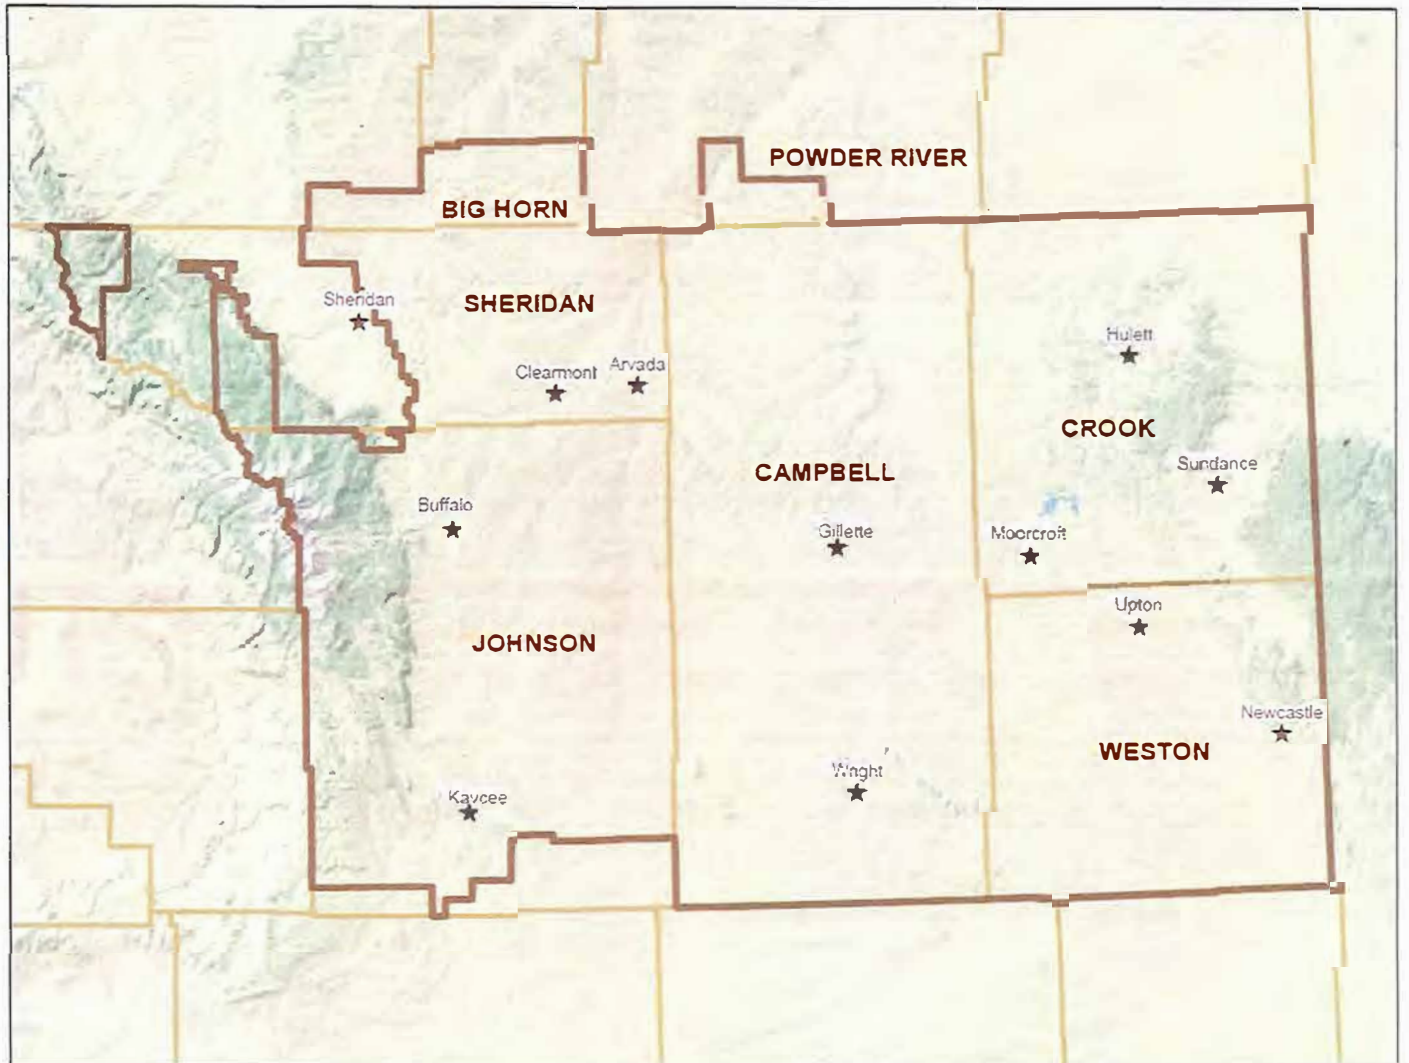 POWDER RIVER
BIG HORN
Sheridan
SHERIDAN
Hulett
Clearmont
Arvada
CROOK
Sundance
CAMPBELL
Buffalo
Gillette
Moorcroft
Upton
JOHNSON
Newcastle
WESTON
Wright
Kaycee